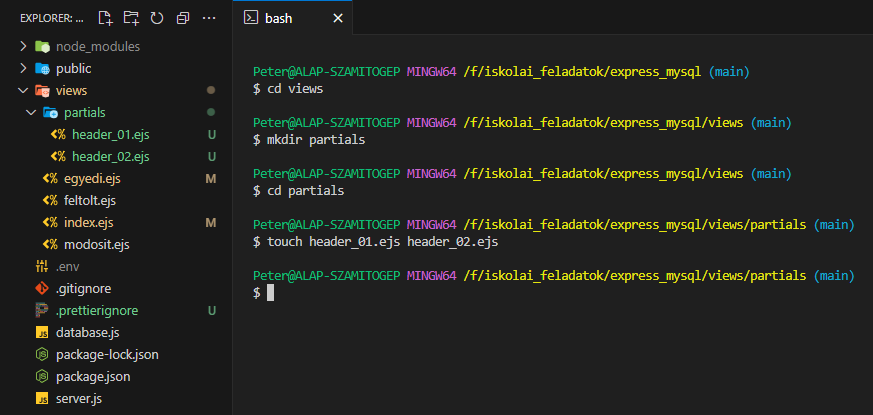 EXPLORER: ...
node_modules
public
views
partials
header_01.ejs U
header_02.ejs U
egyedi.ejs M
feltolt.ejs
index.ejs M
modosit.ejs
.env
.gitignore
.prettierignore U
database.js
package-lock.json
package.json
server.js
bash
Peter@ALAP-SZAMITOGEP MINGW64 /f/iskolai_feladatok/express_mysql (main)
$ cd views
Peter@ALAP-SZAMITOGEP MINGW64 /f/iskolai_feladatok/express_mysql/views (main)
$ mkdir partials
Peter@ALAP-SZAMITOGEP MINGW64 /f/iskolai_feladatok/express_mysql/views (main)
$ cd partials
Peter@ALAP-SZAMITOGEP MINGW64 /f/iskolai_feladatok/express_mysql/views/partials (main)
$ touch header_01.ejs header_02.ejs
Peter@ALAP-SZAMITOGEP MINGW64 /f/iskolai_feladatok/express_mysql/views/partials (main)
$